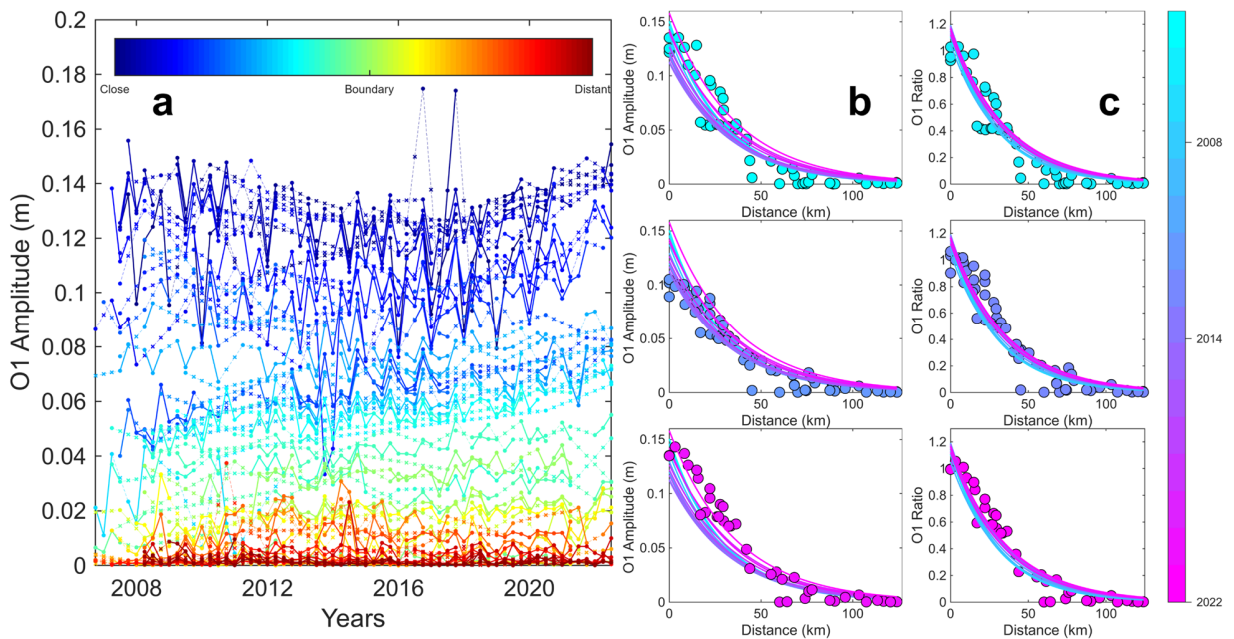 0.2
0.18
0.16
0.14
0.12
0.1
0.08
0.06
0.04
0.02
0
O1 Amplitude (m)
Close Boundary Distant
a
2008 2012 2016 2020
Years
0.15
0.1
0.05
0
O1 Amplitude (m)
b
0 50 100
Distance (km)
1.2
1
0.8
0.6
0.4
0.2
0
O1 Ratio
c
0 50 100
Distance (km)
0.15
0.1
0.05
0
O1 Amplitude (m)
0 50 100
Distance (km)
1.2
1
0.8
0.6
0.4
0.2
0
O1 Ratio
0 50 100
Distance (km)
0.15
0.1
0.05
0
O1 Amplitude (m)
0 50 100
Distance (km)
1.2
1
0.8
0.6
0.4
0.2
0
O1 Ratio
0 50 100
Distance (km)
2008
2014
2022